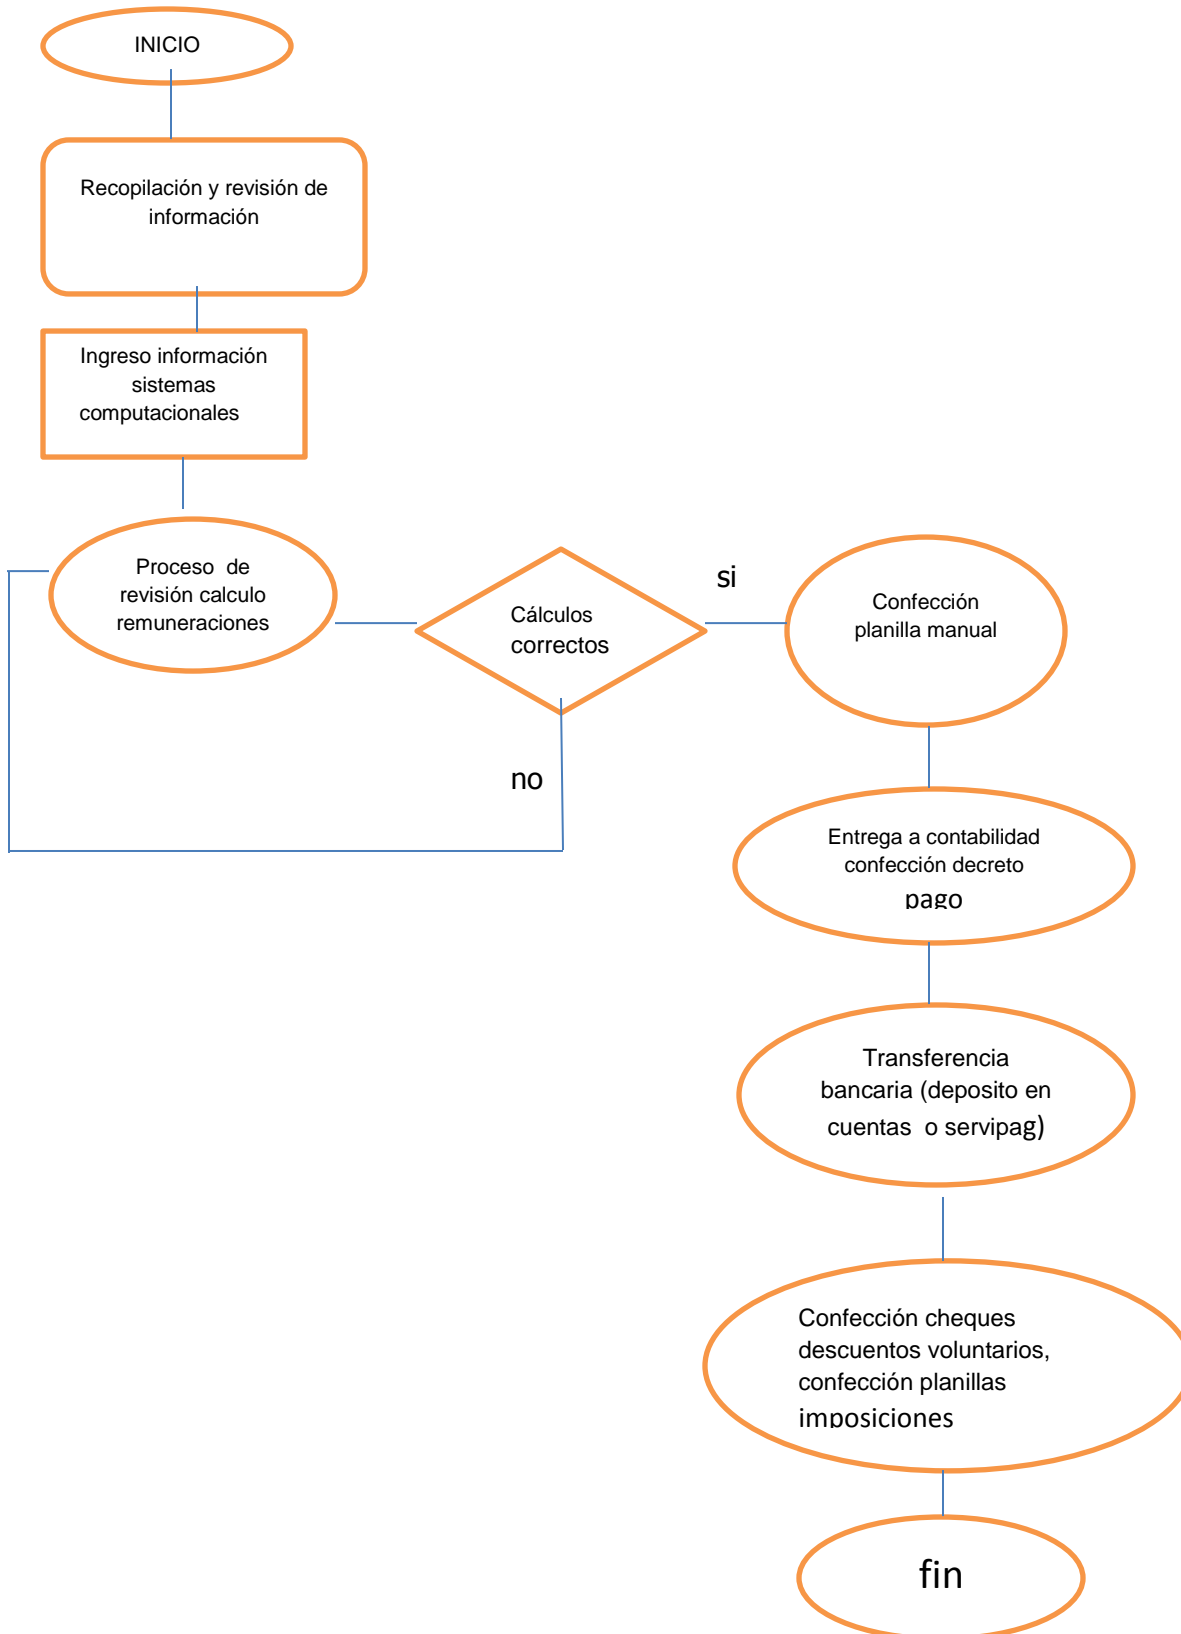 INICIO
Recopilación y revisión de
información
Ingreso información
sistemas
computacionales
Proceso de
revisión calculo
remuneraciones
Cálculos
correctos
si
no
Confección
planilla manual
Entrega a contabilidad
confección decreto
pago
Transferencia
bancaria (deposito en
cuentas o servipag)
Confección cheques
descuentos voluntarios,
confección planillas
imposiciones
fin